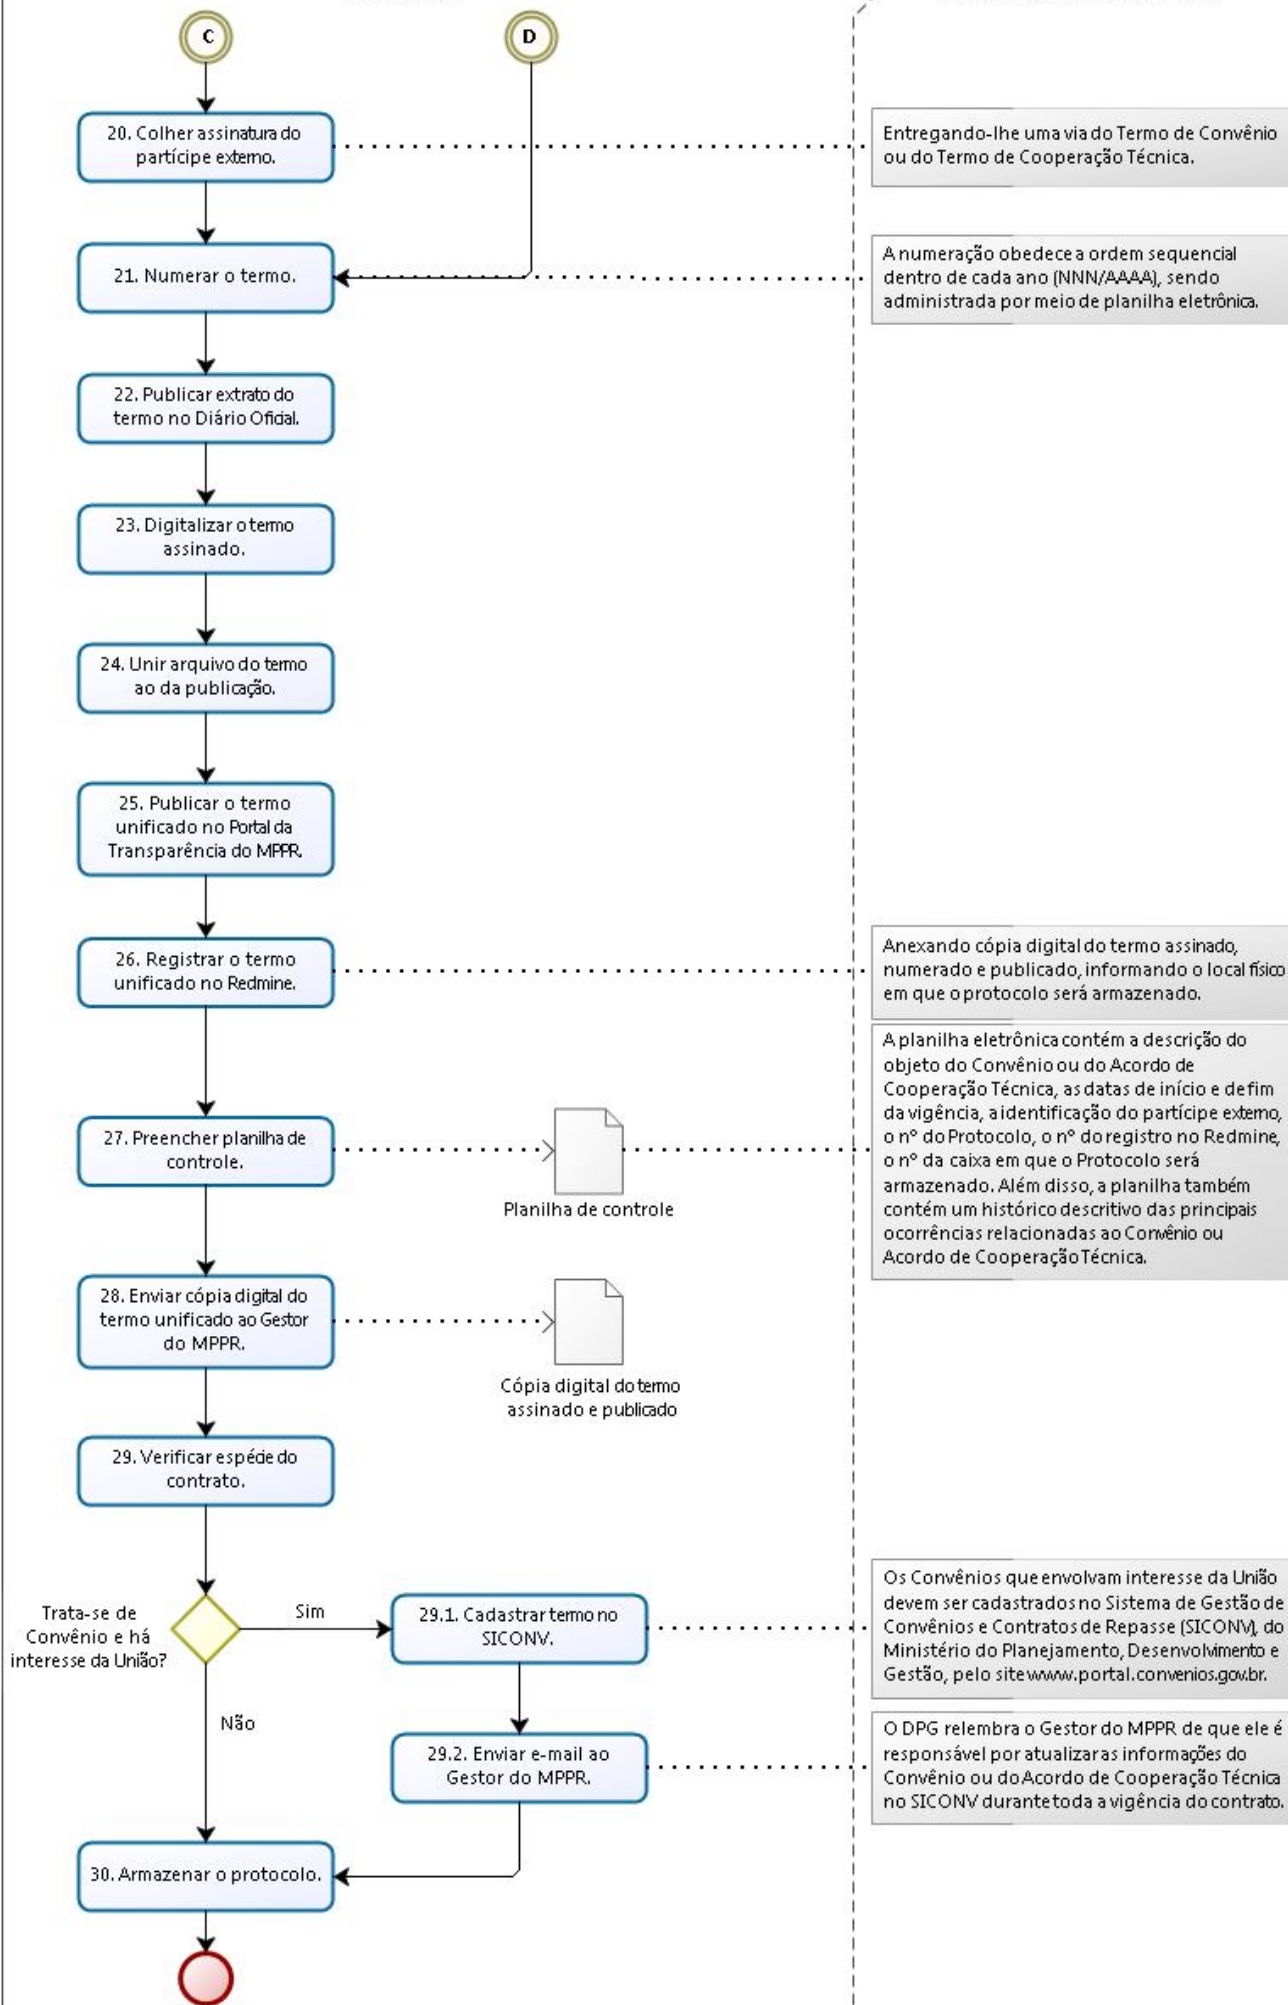 C
D
20. Colher assinatura do
partícipe externo.
Entregando-lhe uma via do Termo de Convênio
ou do Termo de Cooperação Técnica.
21. Numerar o termo.
A numeração obedece a ordem sequencial
dentro de cada ano (NNN/AAAA), sendo
administrada por meio de planilha eletrônica.
22. Publicar extrato do
termo no Diário Oficial.
23. Digitalizar o termo
assinado.
24. Unir arquivo do termo
ao da publicação.
25. Publicar o termo
unificado no Portal da
Transparência do MPPR.
26. Registrar o termo
unificado no Redmine.
Anexando cópia digital do termo assinado,
numerado e publicado, informando o local físico
em que o protocolo será armazenado.
27. Preencher planilha de
controle.
Planilha de controle
A planilha eletrônica contém a descrição do
objeto do Convênio ou do Acordo de
Cooperação Técnica, as datas de início e de fim
da vigência, a identificação do partícipe externo,
o nº do Protocolo, o nº do registro no Redmine,
o nº da caixa em que o Protocolo será
armazenado. Além disso, a planilha também
contém um histórico descritivo das principais
ocorrências relacionadas ao Convênio ou
Acordo de Cooperação Técnica.
28. Enviar cópia digital do
termo unificado ao Gestor
do MPPR.
Cópia digital do termo
assinado e publicado
29. Verificar espécie do
contrato.
Trata-se de
Convênio e há
interesse da União?
Sim
29.1. Cadastrar termo no
SICONV.
Os Convênios que envolvam interesse da União
devem ser cadastrados no Sistema de Gestão de
Convênios e Contratos de Repasse (SICONV), do
Ministério do Planejamento, Desenvolvimento e
Gestão, pelo site www.portal.convenios.gov.br.
Não
29.2. Enviar e-mail ao
Gestor do MPPR.
O DPG relembra o Gestor do MPPR de que ele é
responsável por atualizar as informações do
Convênio ou do Acordo de Cooperação Técnica
no SICONV durante toda a vigência do contrato.
30. Armazenar o protocolo.